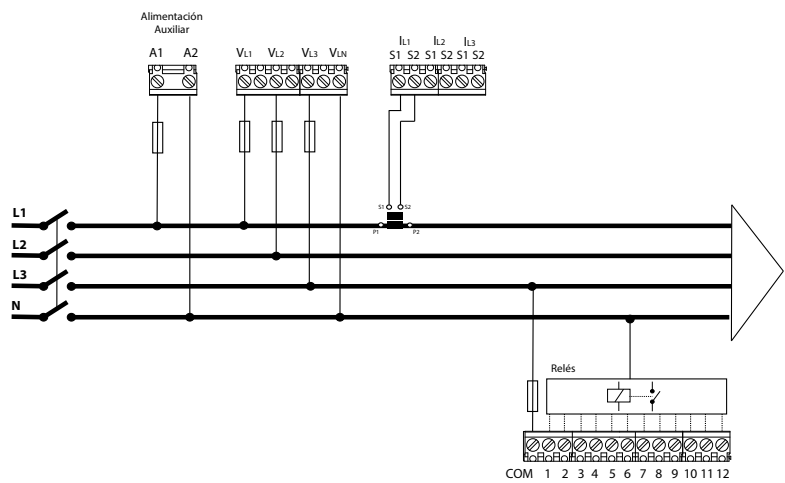 Alimentación
Auxiliar
A1 A2
VL1 VL2 VL3 VLN
IL1 IL2 IL3
S1 S2 S1 S2 S1 S2
S1 S2
P1 P2
L1
L2
L3
N
Relés
COM 1 2 3 4 5 6 7 8 9 10 11 12